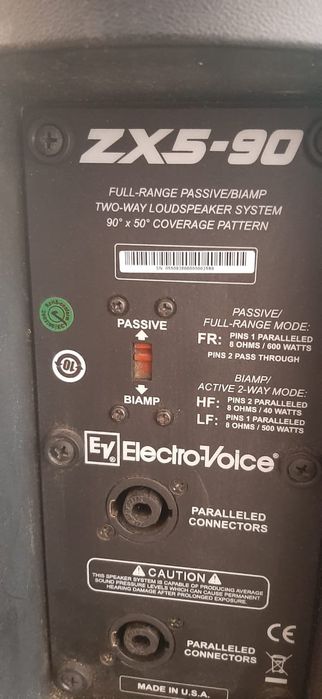 ZX5-90
FULL-RANGE PASSIVE/BIAMP
TWO-WAY LOUDSPEAKER SYSTEM
90° x 50° COVERAGE PATTERN
PASSIVE
BIAMP
PASSIVE/
FULL-RANGE MODE:
FR: PINS 1 PARALLELED
8 OHMS / 600 WATTS
PINS 2 PASS THROUGH
BIAMP/
ACTIVE 2-WAY MODE:
HF: PINS 2 PARALLELED
8 OHMS / 40 WATTS
LF: PINS 1 PARALLELED
8 OHMS / 500 WATTS
10
EV® Electro-Voice®
PARALLELED
CONNECTORS
CAUTION
THIS SPEAKER SYSTEM IS CAPABLE OF PRODUCING AVERAGE
SOUND PRESSURE LEVELS WHICH CAN CAUSE PERMANENT
HEARING DAMAGE AFTER PROLONGED EXPOSURE.
CE
PARALLELED
CONNECTORS
MADE IN U.S.A.